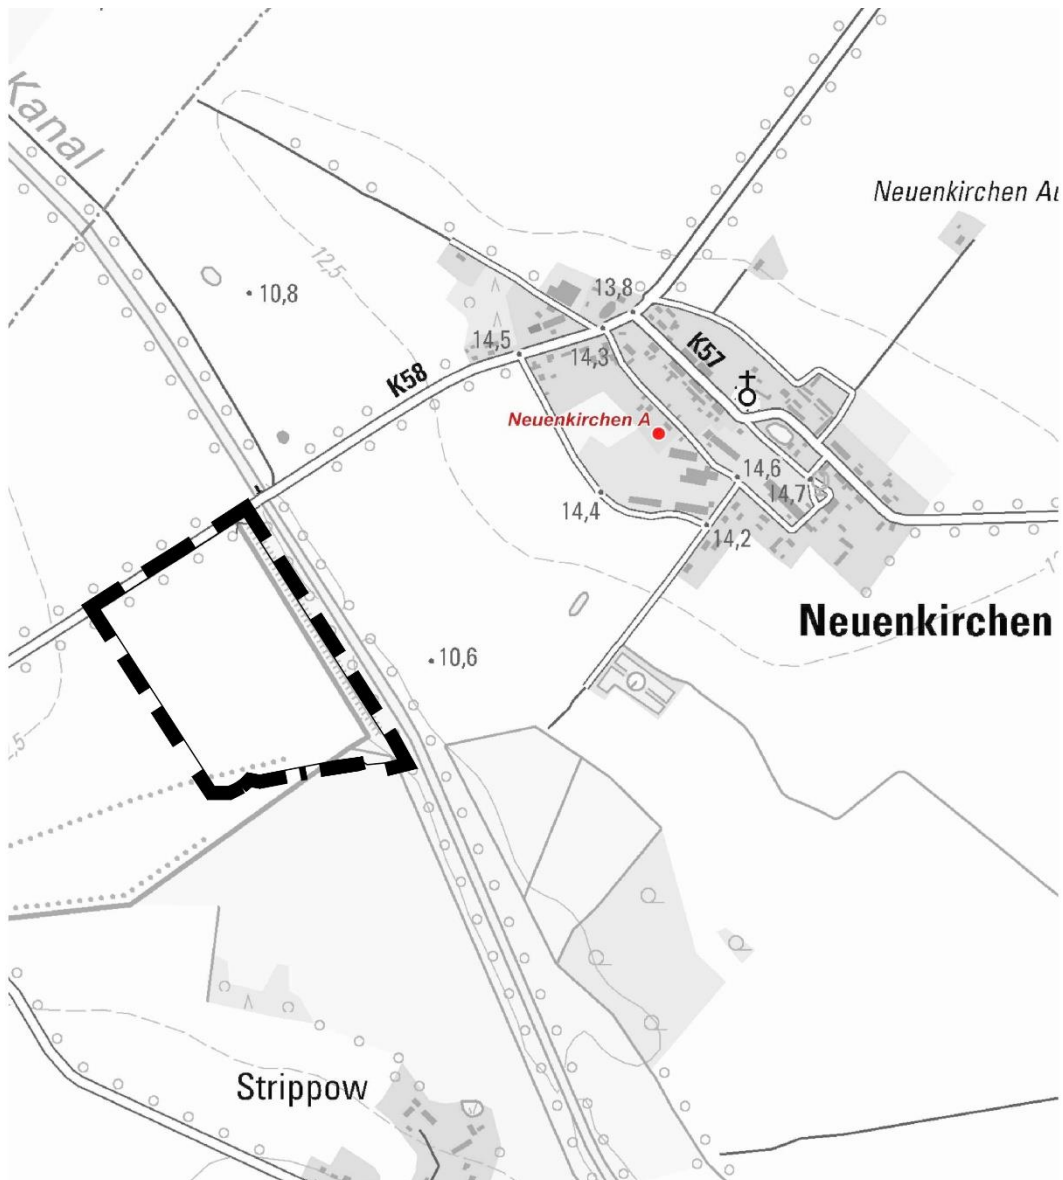 Kanal
Neuenkirchen Au
12,5
10,8
13,8
14,5
14,3
K57
K58
Neuenkirchen A
14,6
14,7
14,4
14,2
Neuenkirchen
10,6
Strippow